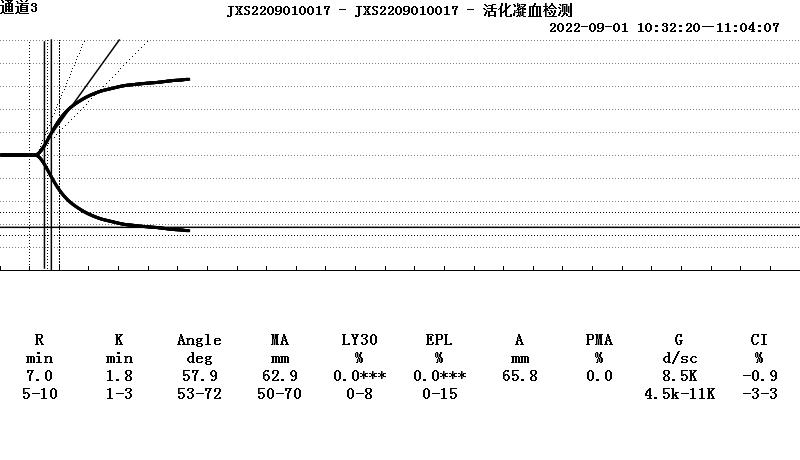 通道3
JXS2209010017 - JXS2209010017 - 活化凝血检测
2022-09-01 10:32:20-11:04:07
R K Angle MA LY30 EPL A PMA G CI
min min deg mm % % mm % d/sc %
7.0 1.8 57.9 62.9 0.0*** 0.0*** 65.8 0.0 8.5K -0.9
5-10 1-3 53-72 50-70 0-8 0-15 4.5k-11K -3-3